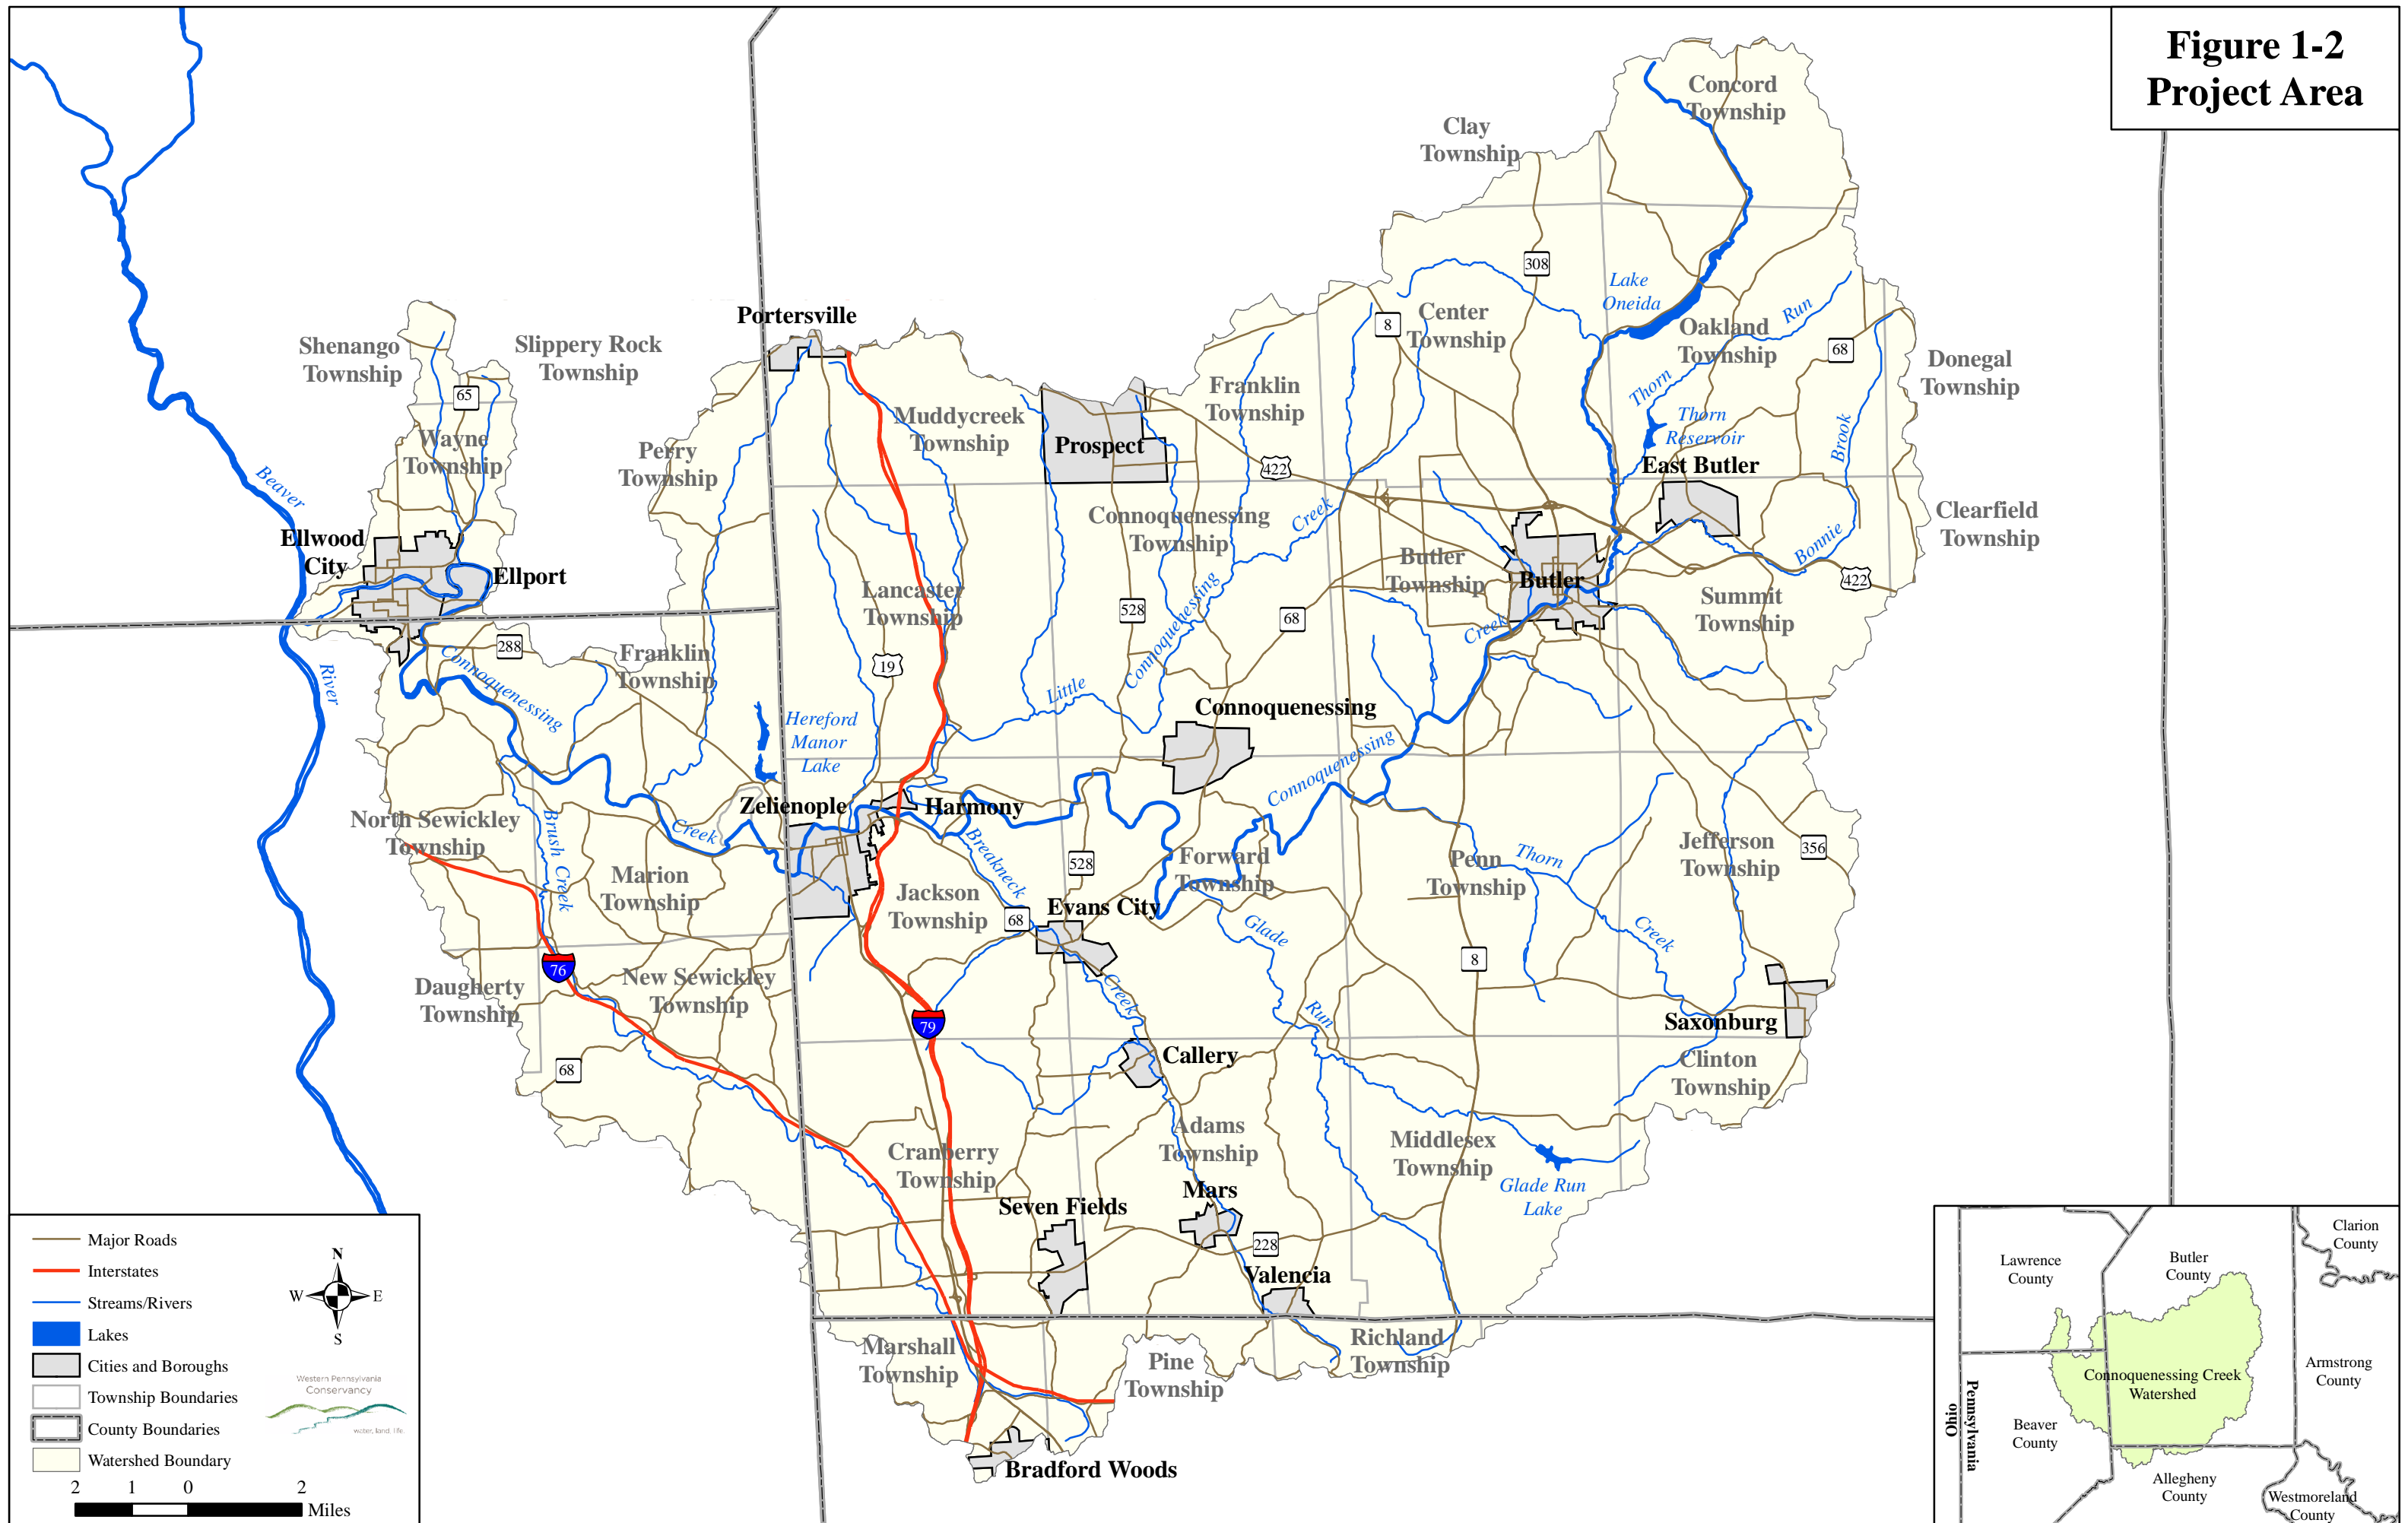 Figure 1-2
Project Area
Concord
Township
Clay
Township
308
Lake
Oneida
Center
Township
8
Oakland
Township
Run
Thorn
68
Donegal
Township
Portersville
Shenango
Township
Slippery Rock
Township
65
Wayne
Township
Perry
Township
Muddycreek
Township
Prospect
Franklin
Township
422
Thorn
Reservoir
East Butler
Brook
Beaver
Clearfield
Township
Connoquenessing
Township
Creek
Bonnie
422
Ellwood
City
Ellport
Butler
Township
Butler
Lancaster
Township
528
Connoquenessing
68
Summit
Township
Creek
288
Connoquenessing
Franklin
Township
19
River
Little
Connoquenessing
Hereford
Manor
Lake
Connoquenessing
Zelienople
Harmony
North Sewickley
Township
Brush Creek
Creek
Breakneck
528
Forward
Township
Penn
Township
Thorn
Jefferson
Township
356
Marion
Township
Jackson
Township
68
Evans City
Glade
Creek
8
76
New Sewickley
Township
Daugherty
Township
Creek
79
Run
Saxonburg
Callery
Clinton
Township
68
Adams
Township
Middlesex
Township
Cranberry
Township
Glade Run
Lake
Mars
Seven Fields
228
Valencia
Marshall
Township
Pine
Township
Richland
Township
Bradford Woods
Major Roads
Interstates
Streams/Rivers
Lakes
Cities and Boroughs
Township Boundaries
County Boundaries
Watershed Boundary
N
W
E
S
Western Pennsylvania
Conservancy
water, land, life.
2 1 0 2
Miles
Clarion
County
Lawrence
County
Butler
County
Connoquenessing Creek
Watershed
Armstrong
County
Pennsylvania
Ohio
Beaver
County
Allegheny
County
Westmoreland
County